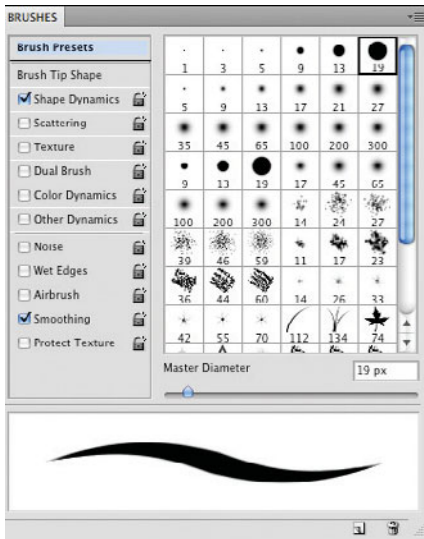 BRUSHES
Brush Presets
Brush Tip Shape
Shape Dynamics
Scattering
Texture
Dual Brush
Color Dynamics
Other Dynamics
Noise
Wet Edges
Airbrush
Smoothing
Protect Texture
1 3 5 9 13 19
5 9 13 17 21 27
35 45 65 100 200 300
9 13 19 17 45 65
100 200 300 14 24 27
39 46 59 11 17 23
36 44 60 14 26 33
42 55 70 112 134 74
Master Diameter
19 px